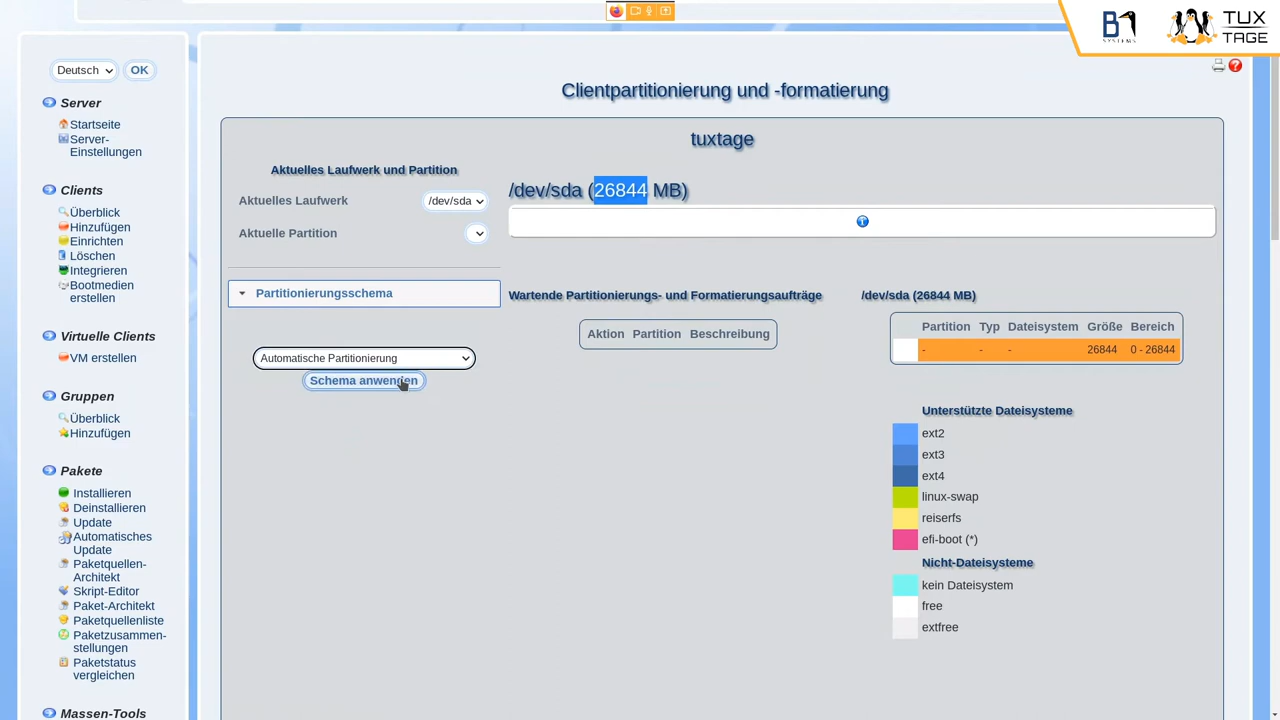 B1
SYSTEMS
TUX
TAGE
Deutsch
OK
Server
Startseite
Server-
Einstellungen
Clients
Überblick
Hinzufügen
Einrichten
Löschen
Integrieren
Bootmedien
erstellen
Virtuelle Clients
VM erstellen
Gruppen
Überblick
Hinzufügen
Pakete
Installieren
Deinstallieren
Update
Automatisches
Update
Paketquellen-
Architekt
Skript-Editor
Paket-Architekt
Paketquellenliste
Paketzusammen-
stellungen
Paketstatus
vergleichen
Massen-Tools
Clientpartitionierung und -formatierung
tuxtage
Aktuelles Laufwerk und Partition
Aktuelles Laufwerk /dev/sda
Aktuelle Partition
Partitionierungsschema
Automatische Partitionierung
Schema anwenden
/dev/sda (26844 MB)
Wartende Partitionierungs- und Formatierungsaufträge
Aktion Partition Beschreibung
/dev/sda (26844 MB)
Partition Typ Dateisystem Größe Bereich
- - - 26844 0 - 26844
Unterstützte Dateisysteme
ext2
ext3
ext4
linux-swap
reiserfs
efi-boot (*)
Nicht-Dateisysteme
kein Dateisystem
free
extfree